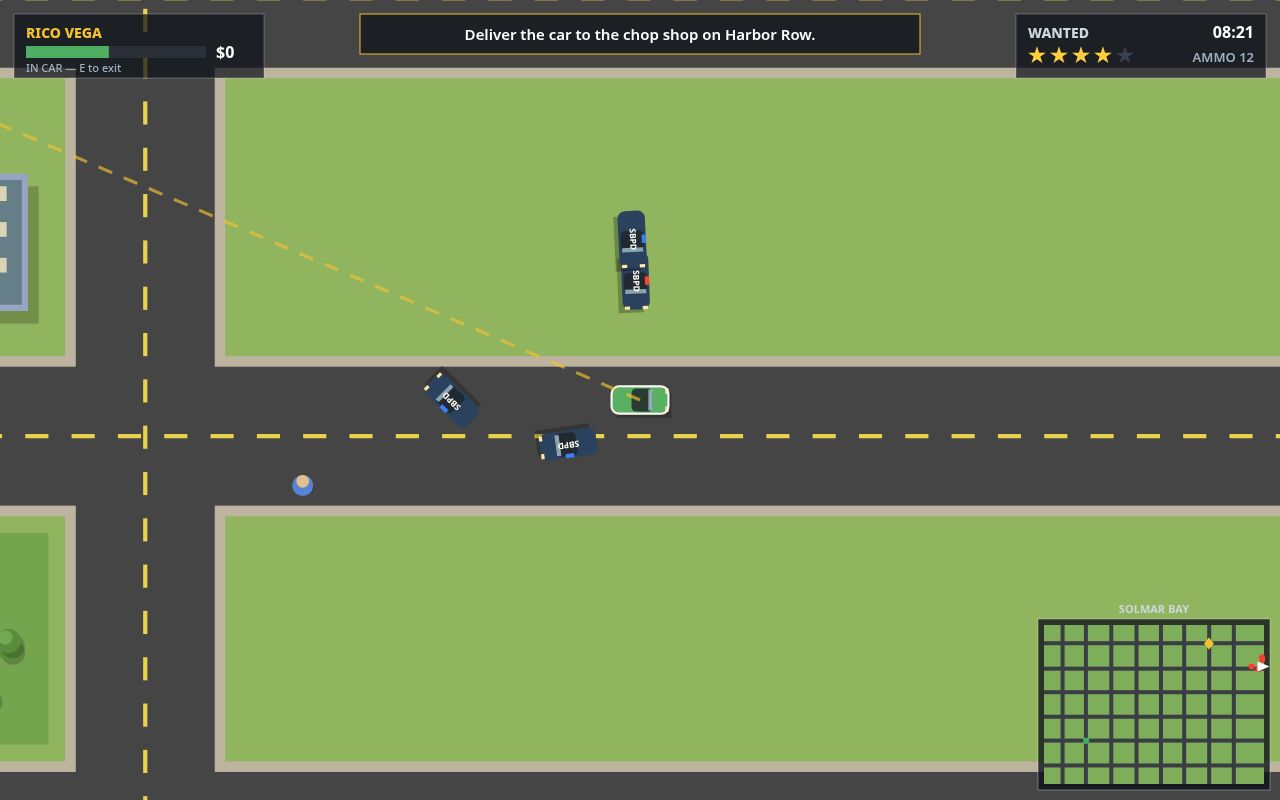 RICO VEGA
$0
IN CAR — E to exit
Deliver the car to the chop shop on Harbor Row.
WANTED
08:21
AMMO 12
SBPD
SBPD
SBPD
SBPD
SOLMAR BAY